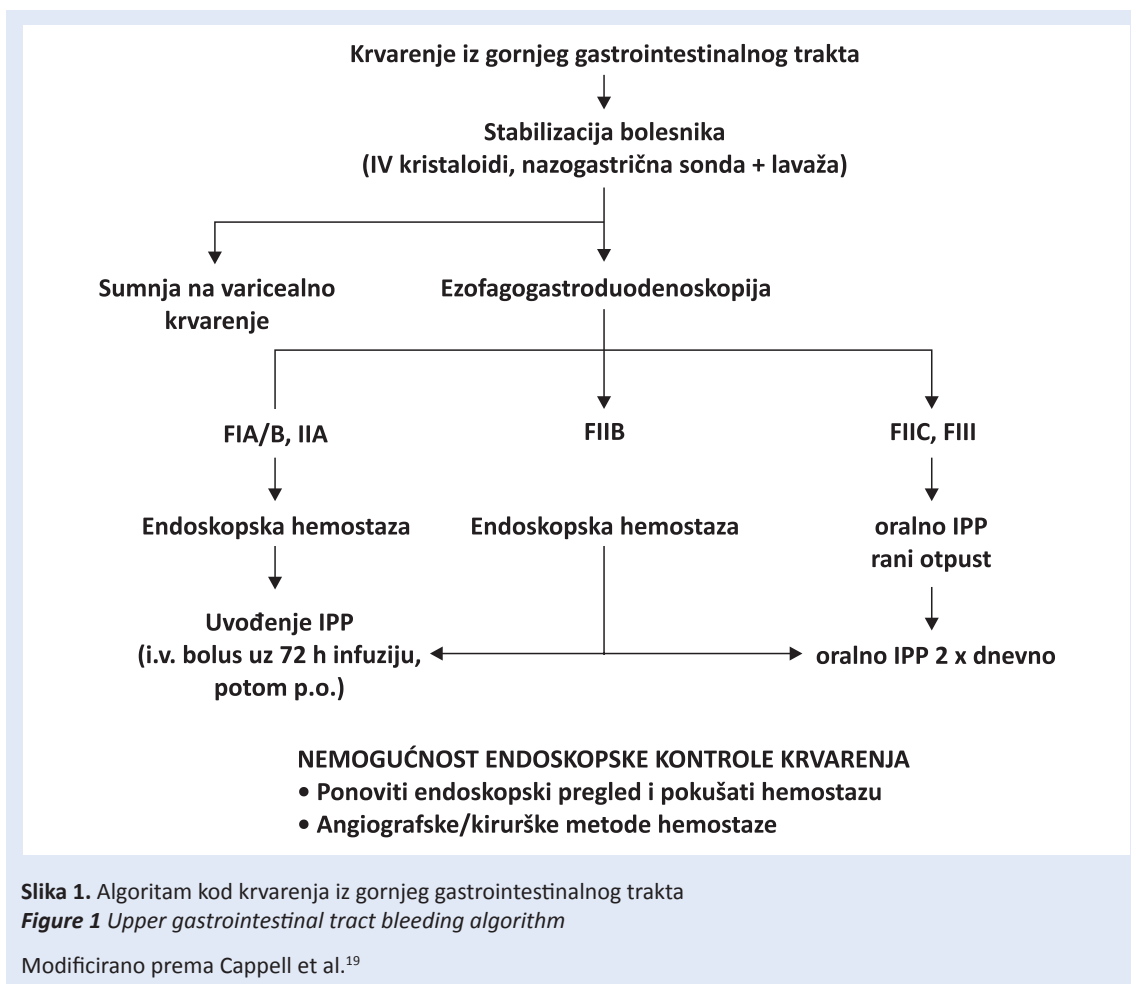 Krvarenje iz gornjeg gastrointestinalnog trakta
Stabilizacija bolesnika
(IV kristaloidi, nazogastrična sonda + lavaža)
Sumnja na varicealno
krvarenje
Ezofagogastroduodenoskopija
FIA/B, IIA
FIIB
FIIC, FIII
Endoskopska hemostaza
Endoskopska hemostaza
oralno IPP
rani otpust
Uvođenje IPP
(i.v. bolus uz 72 h infuziju,
potom p.o.)
oralno IPP 2 x dnevno
NEMOGUĆNOST ENDOSKOPSKE KONTROLE KRVARENJA
• Ponoviti endoskopski pregled i pokušati hemostazu
• Angiografske/kirurške metode hemostaze
Slika 1. Algoritam kod krvarenja iz gornjeg gastrointestinalnog trakta
Figure 1 Upper gastrointestinal tract bleeding algorithm
Modificirano prema Cappell et al.19